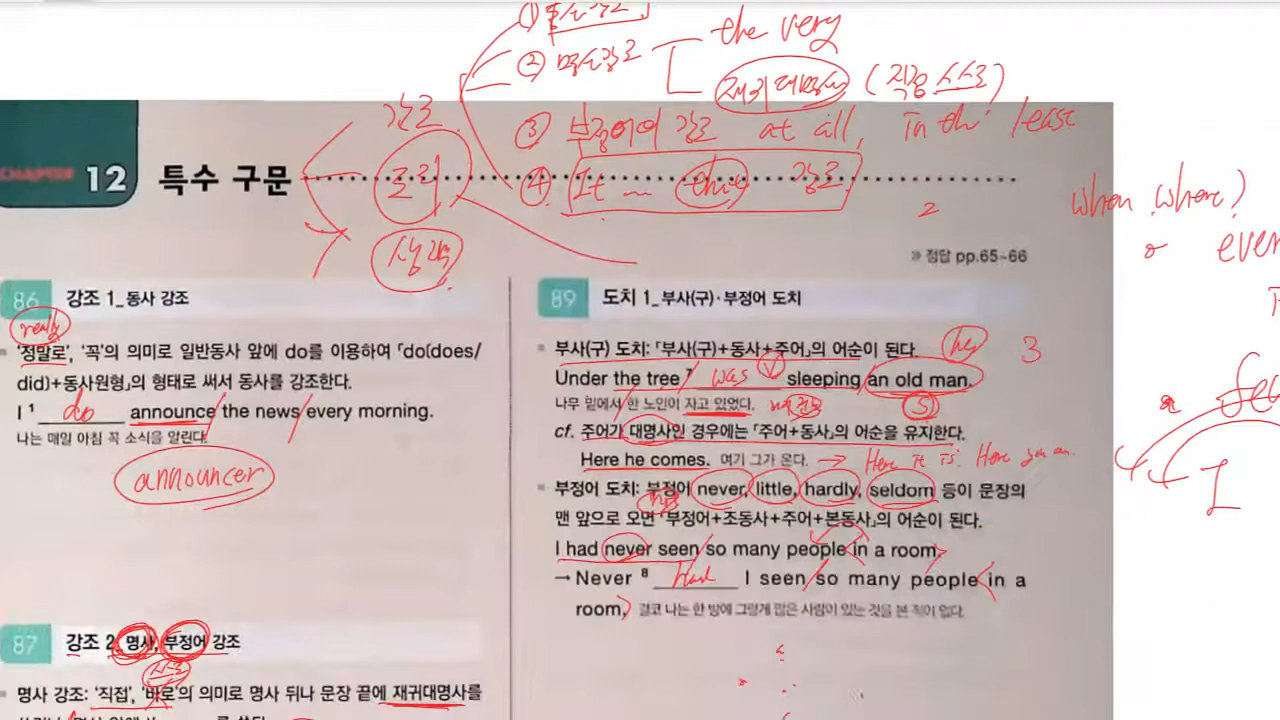 ① 동사강조
② 명사강조
the very
재귀대명사 (직접 스스로)
강조
③ 부정어의 강조 at all, in the least
CHAPTER 12 특수 구문
도치
④ It ... that 강조
생략
2
when where)
»정답 pp.65~66
86 강조 1_ 동사 강조
really
'정말로', '꼭'의 의미로 일반동사 앞에 do를 이용하여 「do(does/
did)+동사원형」의 형태로 써서 동사를 강조한다.
I ¹ do announce the news every morning.
나는 매일 아침 꼭 소식을 알린다.
announcer
87 강조 2_ 명사, 부정어 강조
스스로
명사 강조: '직접', '바로'의 의미로 명사 뒤나 문장 끝에 재귀대명사를
89 도치 1_ 부사(구)·부정어 도치
부사(구) 도치: 「부사(구)+동사+주어」의 어순이 된다.
he
3
Under the tree ⁷ was sleeping an old man.
V
나무 밑에서 한 노인이 자고 있었다.
S
cf. 주어가 대명사인 경우에는 「주어+동사」의 어순을 유지한다.
Here he comes. 여기 그가 온다. → Here it is. Here you are.
부정어 도치: 부정어 never, little, hardly, seldom 등이 문장의
맨 앞으로 오면 「부정어+조동사+주어+본동사」의 어순이 된다.
I had never seen so many people in a room.
→ Never ⁸ had I seen so many people in a
room. 결코 나는 한 방에 그렇게 많은 사람이 있는 것을 본 적이 없다.
I